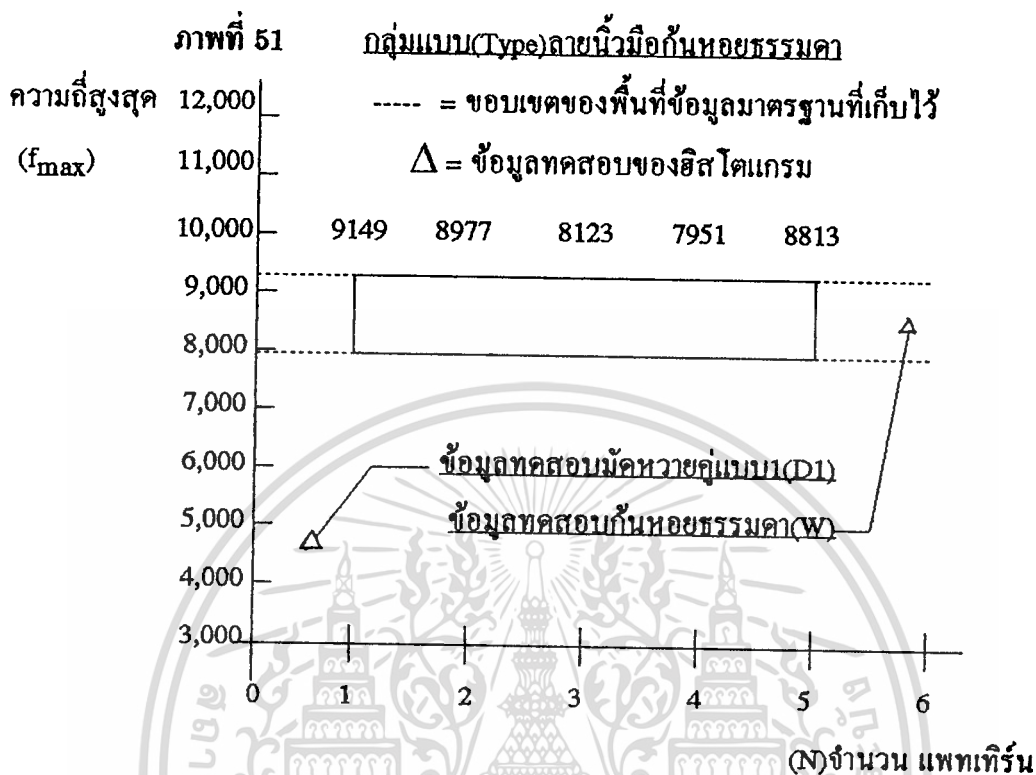 ภาพที่ 51 กลุ่มแบบ(Type)ลายนิ้วมือก้นหอยธรรมดา
ความถี่สูงสุด 12,000 ----- = ขอบเขตของพื้นที่ข้อมูลมาตรฐานที่เก็บไว้
(fmax) 11,000 Δ = ข้อมูลทดสอบของฮิสโตแกรม
10,000 9149 8977 8123 7951 8813
9,000
8,000
7,000
6,000 ข้อมูลทดสอบมัดหวายคู่แบบ1(D1)
5,000 ข้อมูลทดสอบก้นหอยธรรมดา(W)
4,000
3,000
0 1 2 3 4 5 6
(N)จำนวน แพทเทิร์น